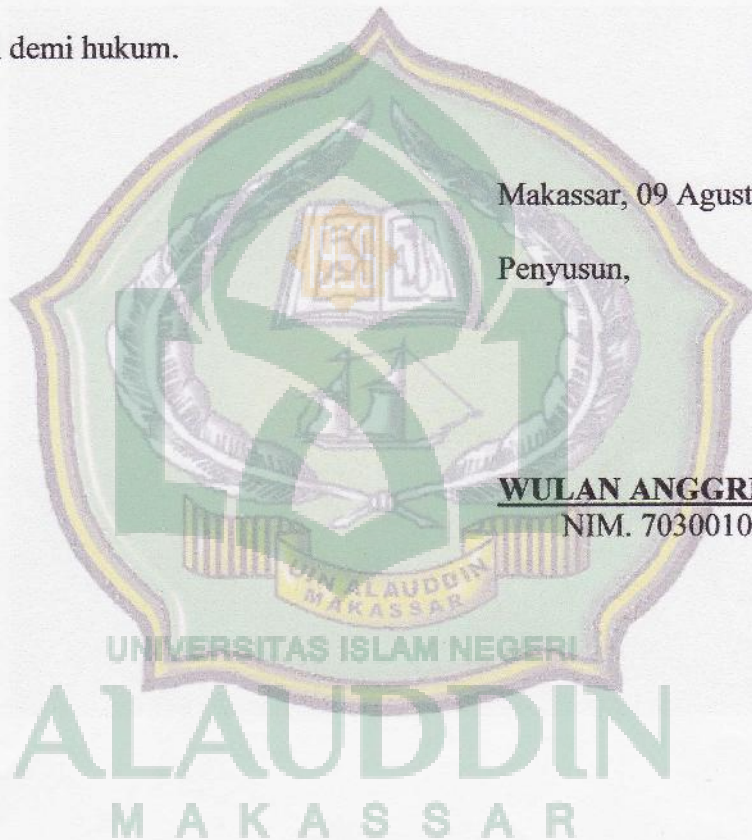 demi hukum.
Makassar, 09 Agust
Penyusun,
WULAN ANGGR
NIM. 7030010
UIN ALAUDDIN
MAKASSAR
UNIVERSITAS ISLAM NEGERI
ALAUDDIN
MAKASSAR